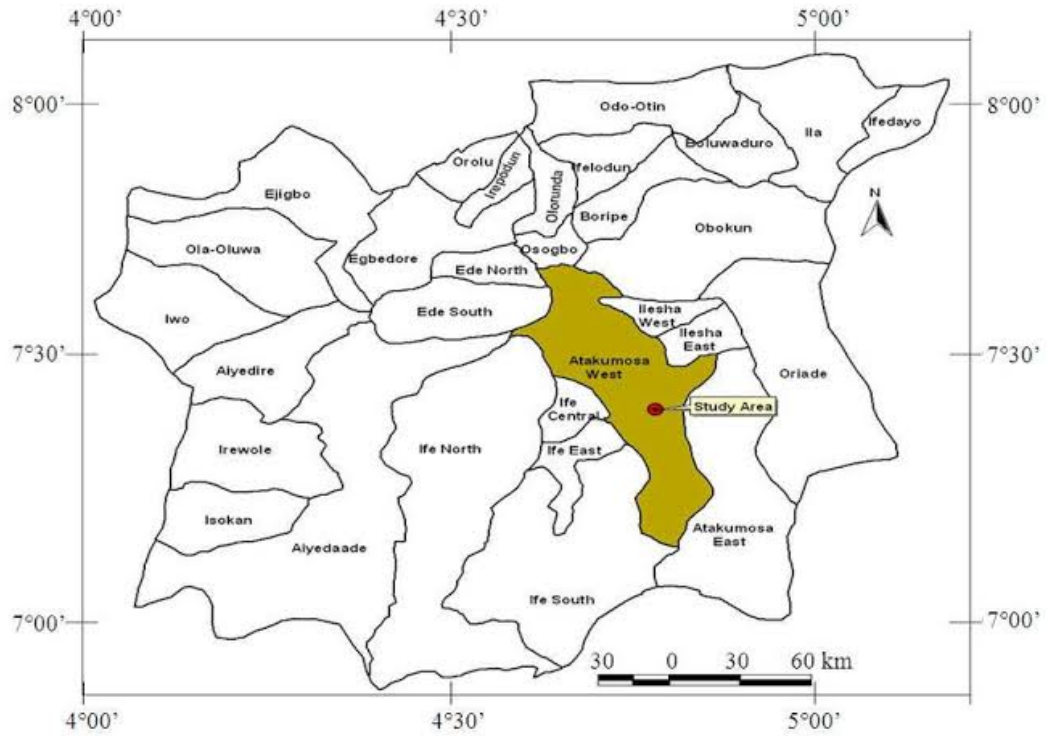 4°00’
4°30’
5°00’
8°00’
8°00’
Odo-Otin
Ila
Ifedayo
Boluwaduro
Orolu
Irepodun
Ifelodun
Olorunda
Ejigbo
N
Boripe
Obokun
Ola-Oluwa
Egbedore
Osogbo
Ede North
Iwo
Ede South
Ilesha
West
Ilesha
East
7°30’
7°30’
Atakumosa
West
Aiyedire
Oriade
Study Area
Ife
Central
Irewole
Ife North
Ife East
Isokan
Atakumosa
East
Aiyedaade
Ife South
7°00’
7°00’
30 0 30 60 km
4°00’
4°30’
5°00’